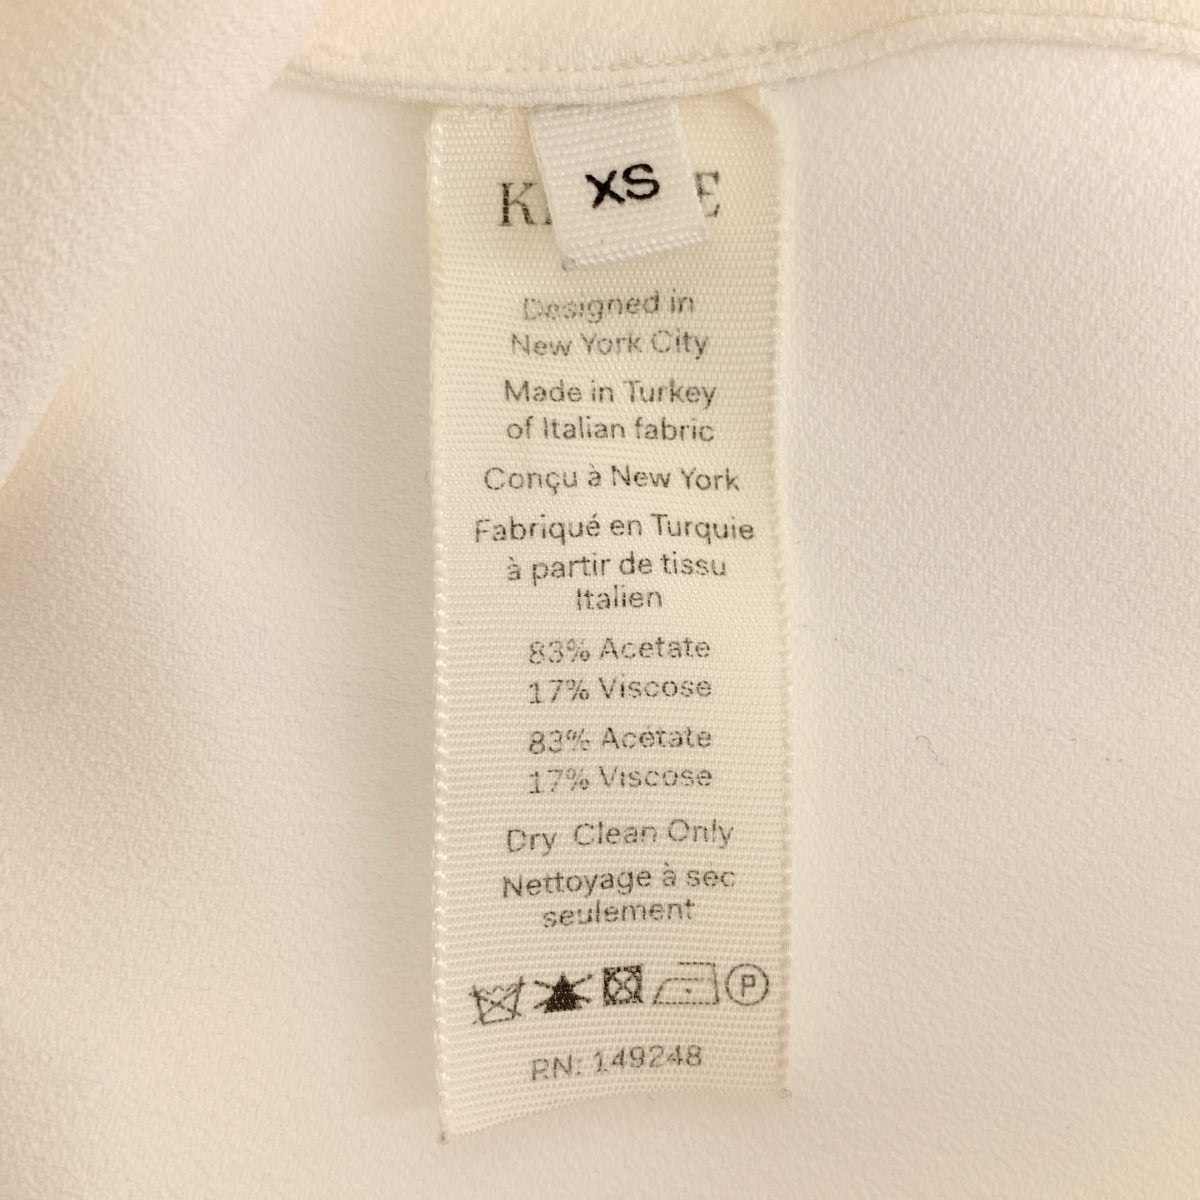 XS
Designed in
New York City
Made in Turkey
of Italian fabric
Conçu à New York
Fabriqué en Turquie
à partir de tissu
Italien
83% Acetate
17% Viscose
83% Acétate
17% Viscose
Dry Clean Only
Nettoyage à sec
seulement
P
RN: 149248